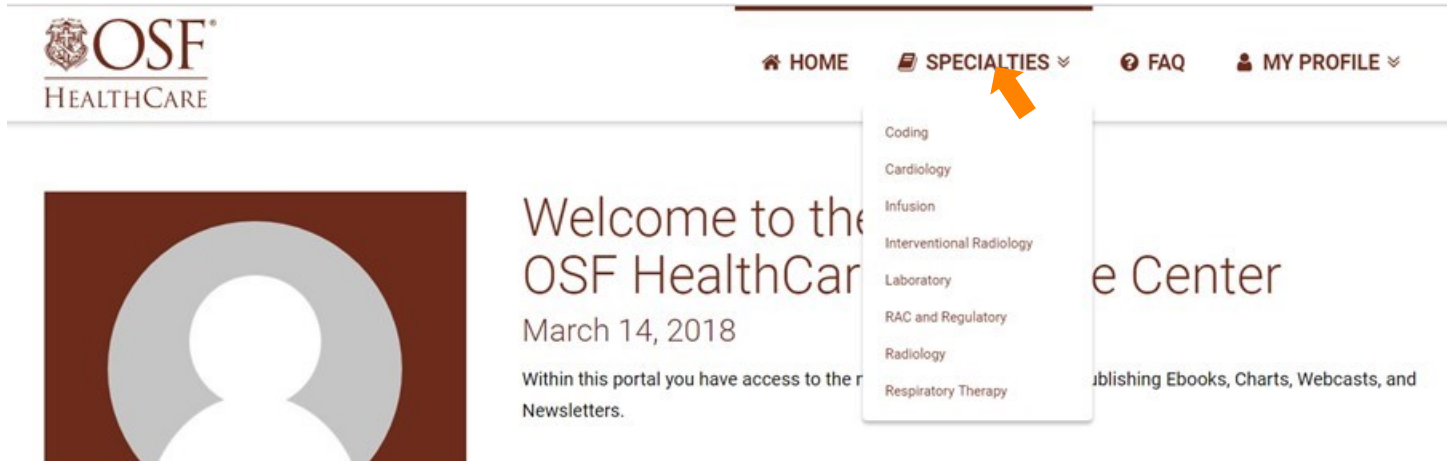 OSF®
HEALTHCARE
HOME SPECIALTIES FAQ MY PROFILE
Coding
Cardiology
Infusion
Interventional Radiology
Laboratory
RAC and Regulatory
Radiology
Respiratory Therapy
Welcome to the
OSF HealthCar e Center
March 14, 2018
Within this portal you have access to the ublishing Ebooks, Charts, Webcasts, and
Newsletters.